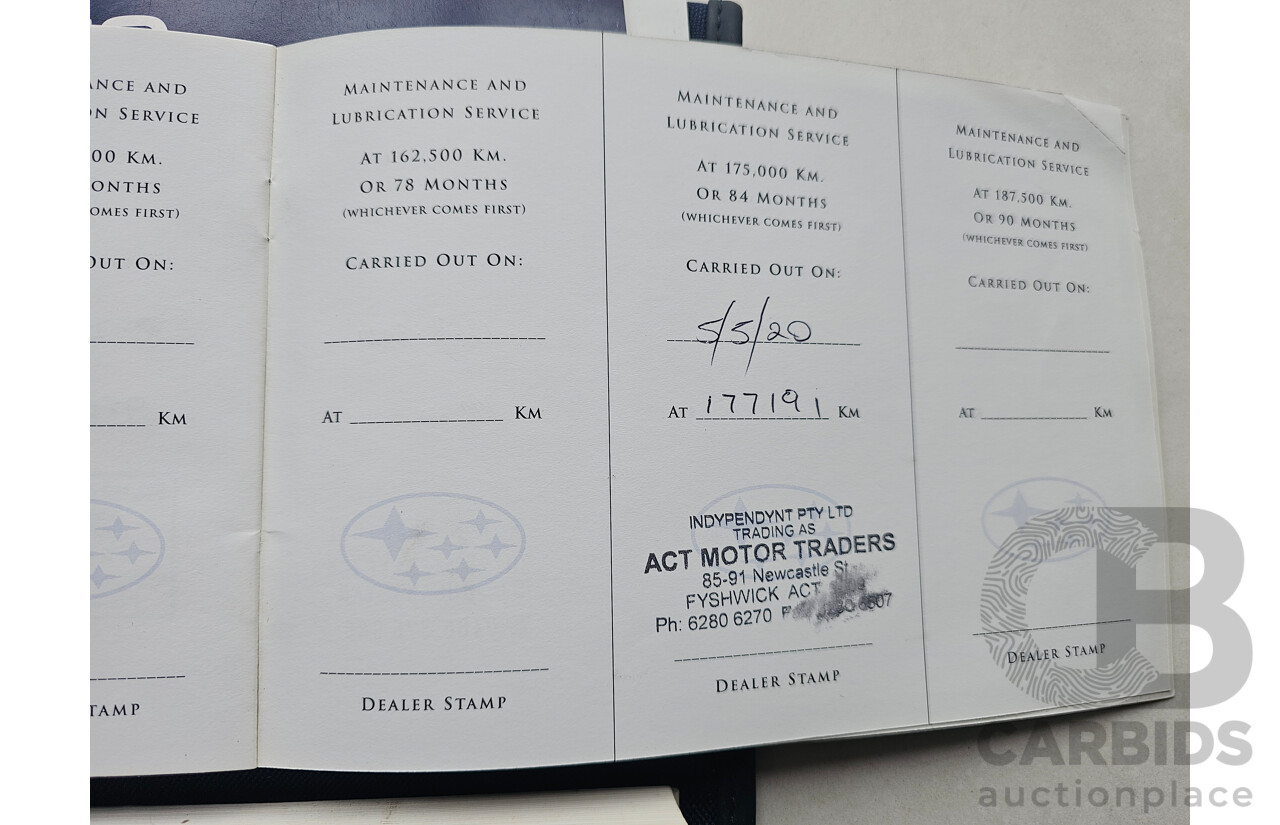 ANCE AND
ON SERVICE
00 KM.
ONTHS
OMES FIRST)
OUT ON:
KM
TAMP
MAINTENANCE AND
LUBRICATION SERVICE
AT 162,500 KM.
OR 78 MONTHS
(WHICHEVER COMES FIRST)
CARRIED OUT ON:
AT KM
DEALER STAMP
MAINTENANCE AND
LUBRICATION SERVICE
AT 175,000 KM.
OR 84 MONTHS
(WHICHEVER COMES FIRST)
CARRIED OUT ON:
5/5/20
AT 177191 KM
INDYPENDYNT PTY LTD
TRADING AS
ACT MOTOR TRADERS
85-91 Newcastle St
FYSHWICK ACT
Ph: 6280 6270
DEALER STAMP
MAINTENANCE AND
LUBRICATION SERVICE
AT 187,500 KM.
OR 90 MONTHS
(WHICHEVER COMES FIRST)
CARRIED OUT ON:
AT KM
DEALER STAMP
CB
CARBIDS
auctionplace